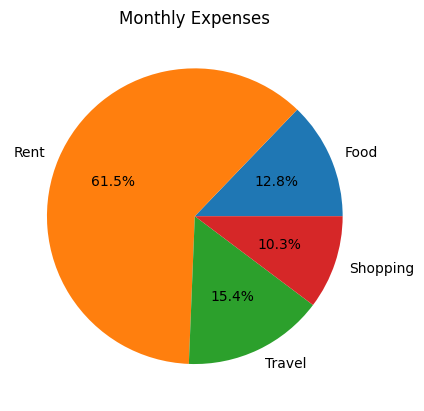 Monthly Expenses
Rent
Food
61.5%
12.8%
10.3%
Shopping
15.4%
Travel